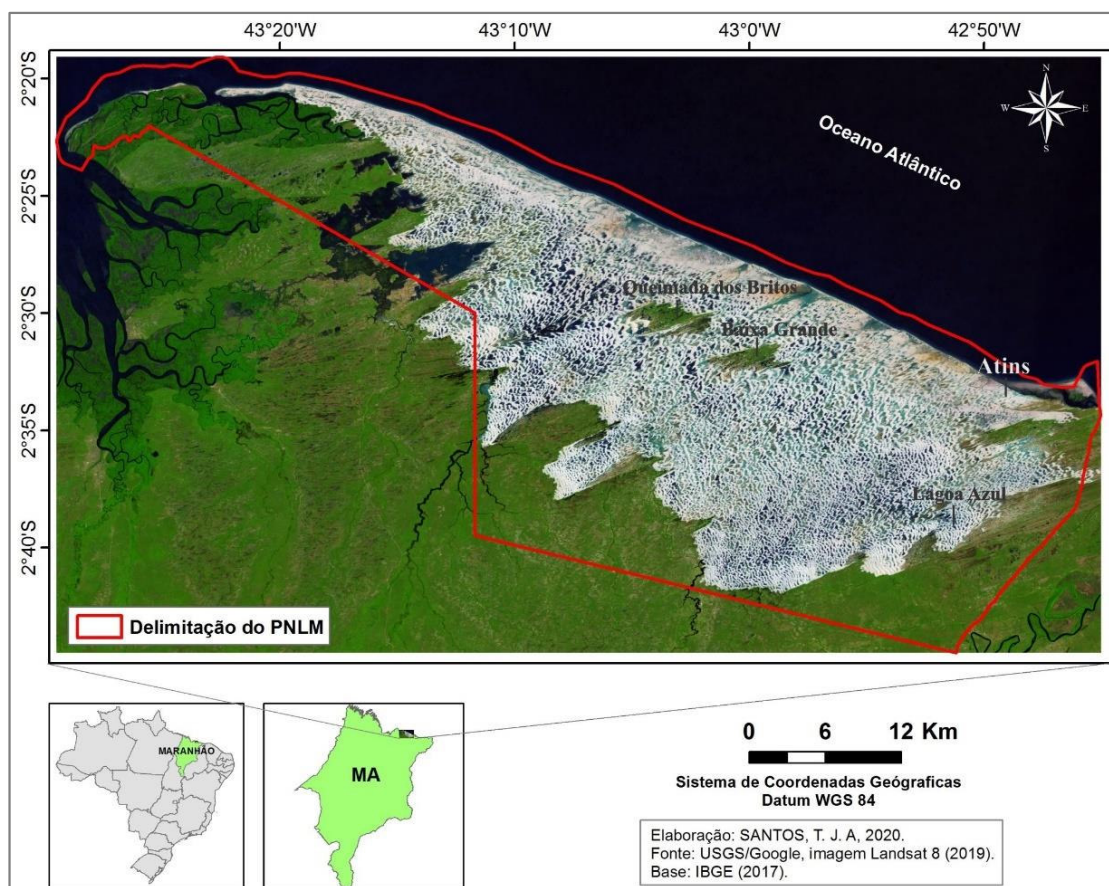 43°20'W 43°10'W 43°0'W 42°50'W
2°20'S
2°25'S
2°30'S
2°35'S
2°40'S
N
W E
S
Oceano Atlântico
Queimada dos Britos
Baixa Grande
Atins
Lagoa Azul
Delimitação do PNLM
MARANHÃO
MA
0 6 12 Km
Sistema de Coordenadas Geógraficas
Datum WGS 84
Elaboração: SANTOS, T. J. A, 2020.
Fonte: USGS/Google, imagem Landsat 8 (2019).
Base: IBGE (2017).